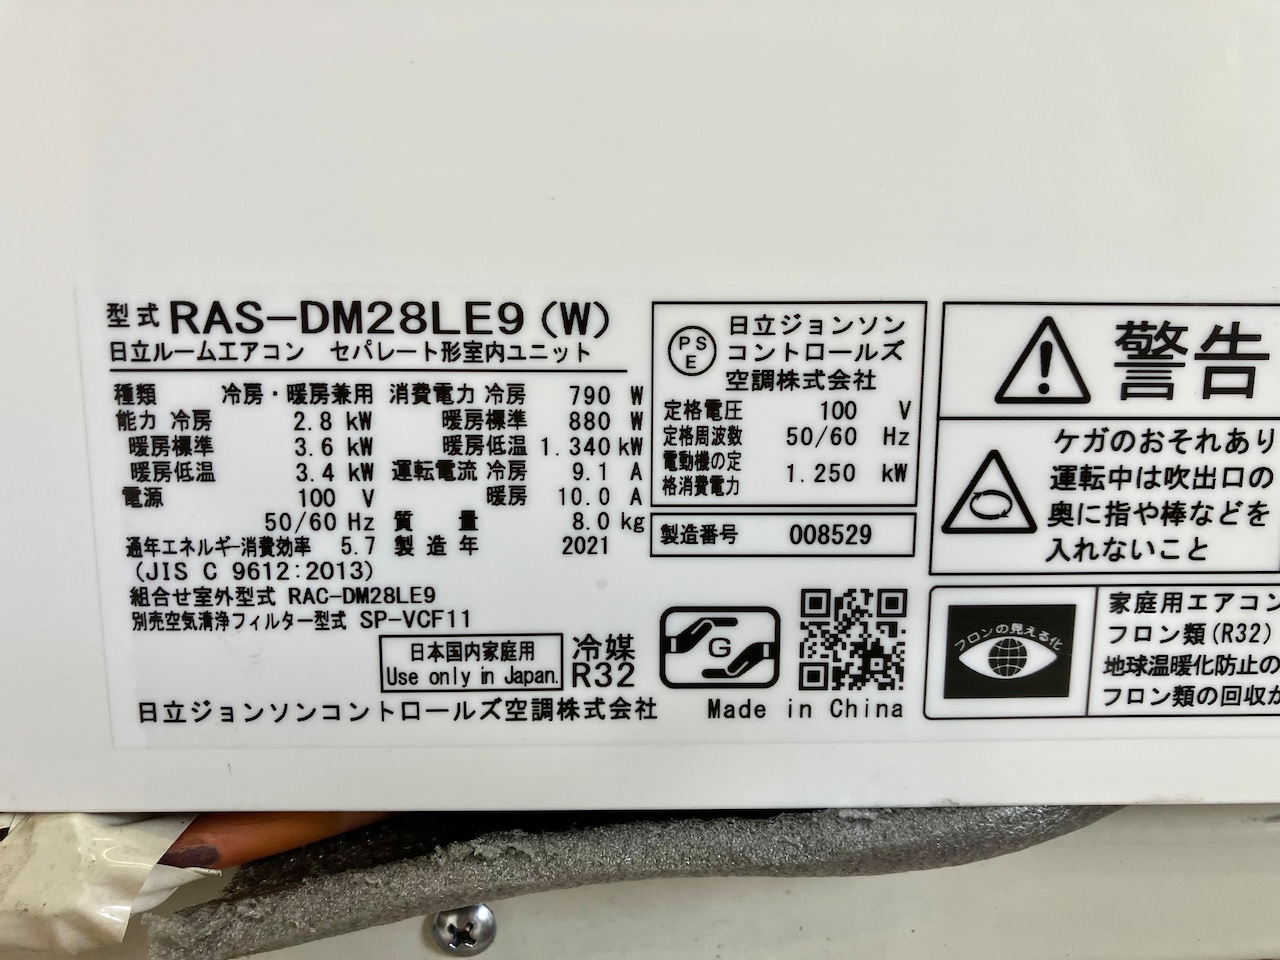 型式 RAS-DM28LE9(W)
日立ルームエアコン セパレート形室内ユニット
種類 冷房・暖房兼用
能力 冷房 2.8 kW
暖房標準 3.6 kW
暖房低温 3.4 kW
電源 100 V
50/60 Hz
消費電力 冷房 790 W
暖房標準 880 W
暖房低温 1.340 kW
運転電流 冷房 9.1 A
暖房 10.0 A
質量 8.0 kg
通年エネルギー消費効率 5.7 製造年 2021
(JIS C 9612:2013)
組合せ室外型式 RAC-DM28LE9
別売空気清浄フィルター型式 SP-VCF11
日本国内家庭用
Use only in Japan.
冷媒
R32
日立ジョンソンコントロールズ空調株式会社
PS
E
日立ジョンソン
コントロールズ
空調株式会社
定格電圧 100 V
定格周波数 50/60 Hz
電動機の定
格消費電力 1.250 kW
製造番号 008529
G
Made in China
警告
ケガのおそれあり
運転中は吹出口の
奥に指や棒などを
入れないこと
フロンの見える化
家庭用エアコン
フロン類(R32)
地球温暖化防止の
フロン類の回収が